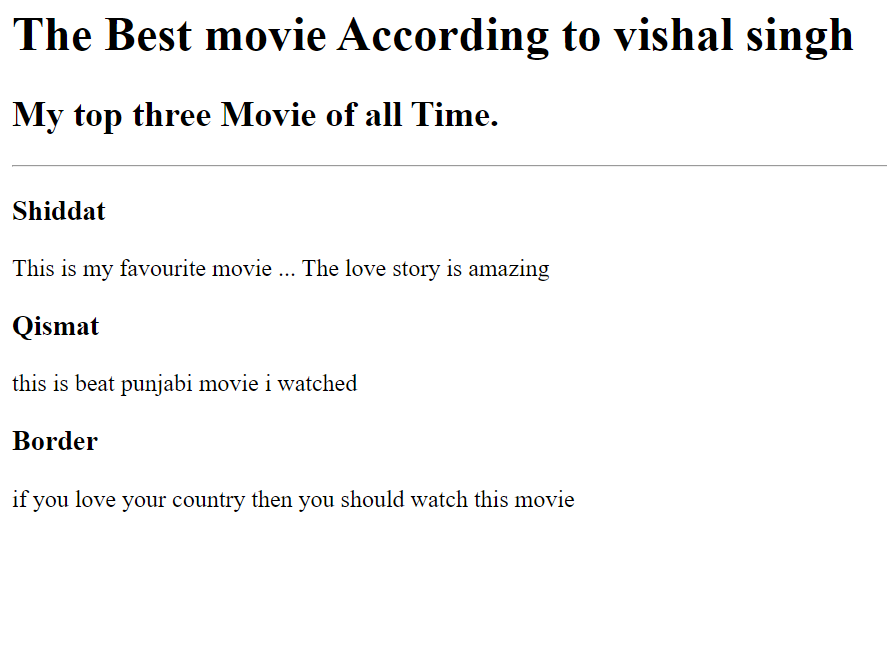 The Best movie According to vishal singh
My top three Movie of all Time.
Shiddat
This is my favourite movie ... The love story is amazing
Qismat
this is beat punjabi movie i watched
Border
if you love your country then you should watch this movie